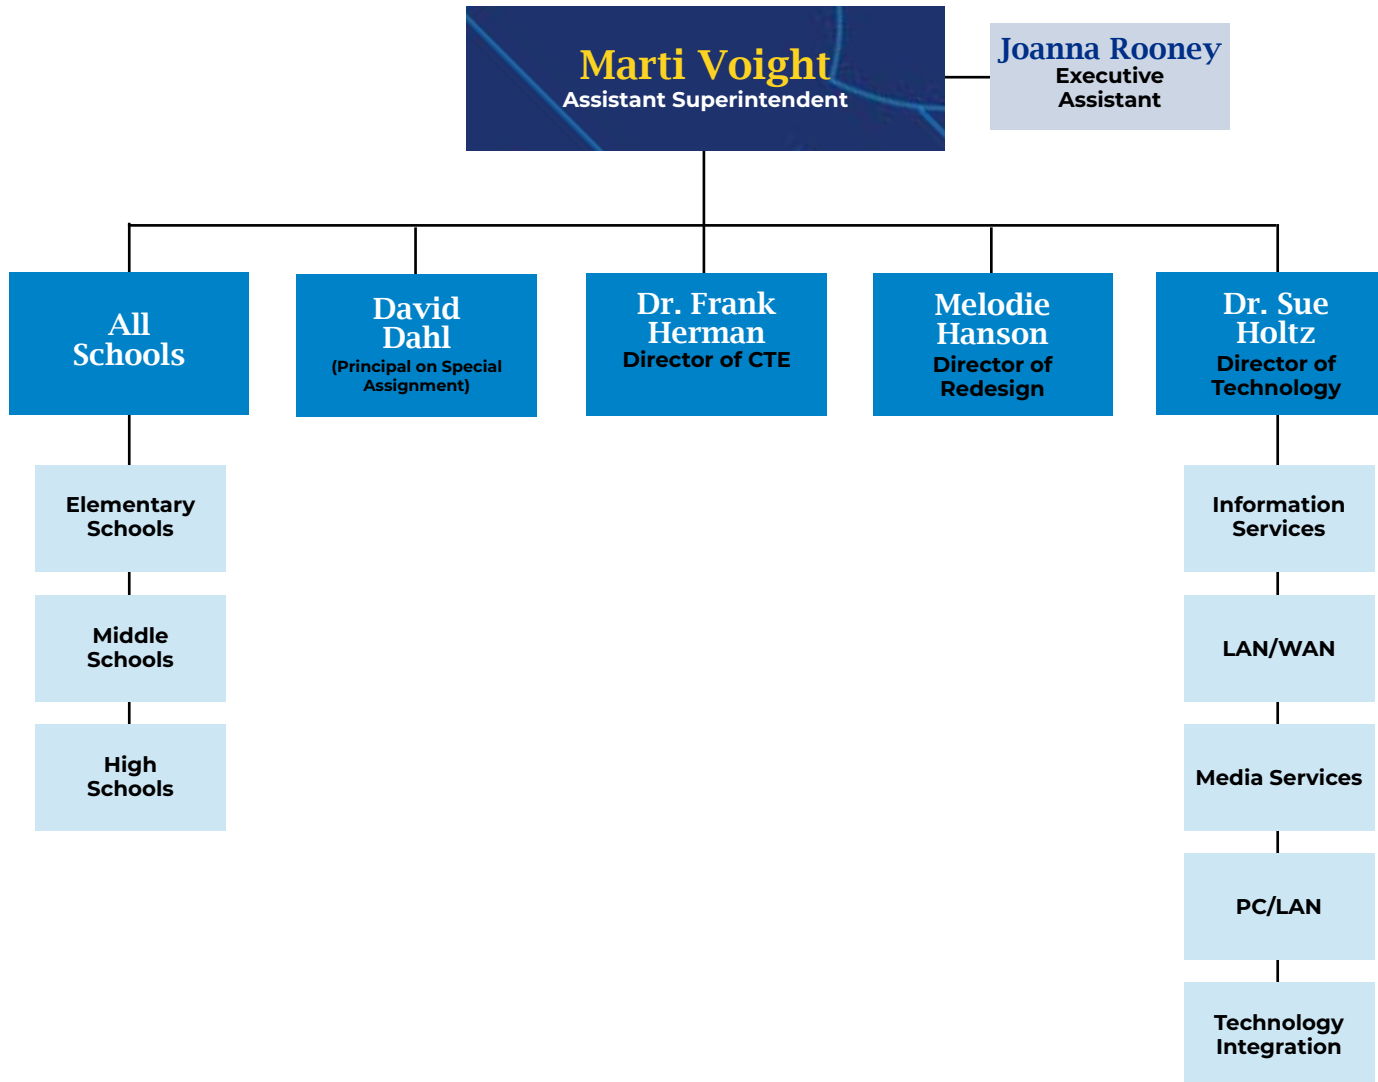 Marti Voight
Assistant Superintendent
Joanna Rooney
Executive
Assistant
All
Schools
David
Dahl
(Principal on Special
Assignment)
Dr. Frank
Herman
Director of CTE
Melodie
Hanson
Director of
Redesign
Dr. Sue
Holtz
Director of
Technology
Elementary
Schools
Middle
Schools
High
Schools
Information
Services
LAN/WAN
Media Services
PC/LAN
Technology
Integration